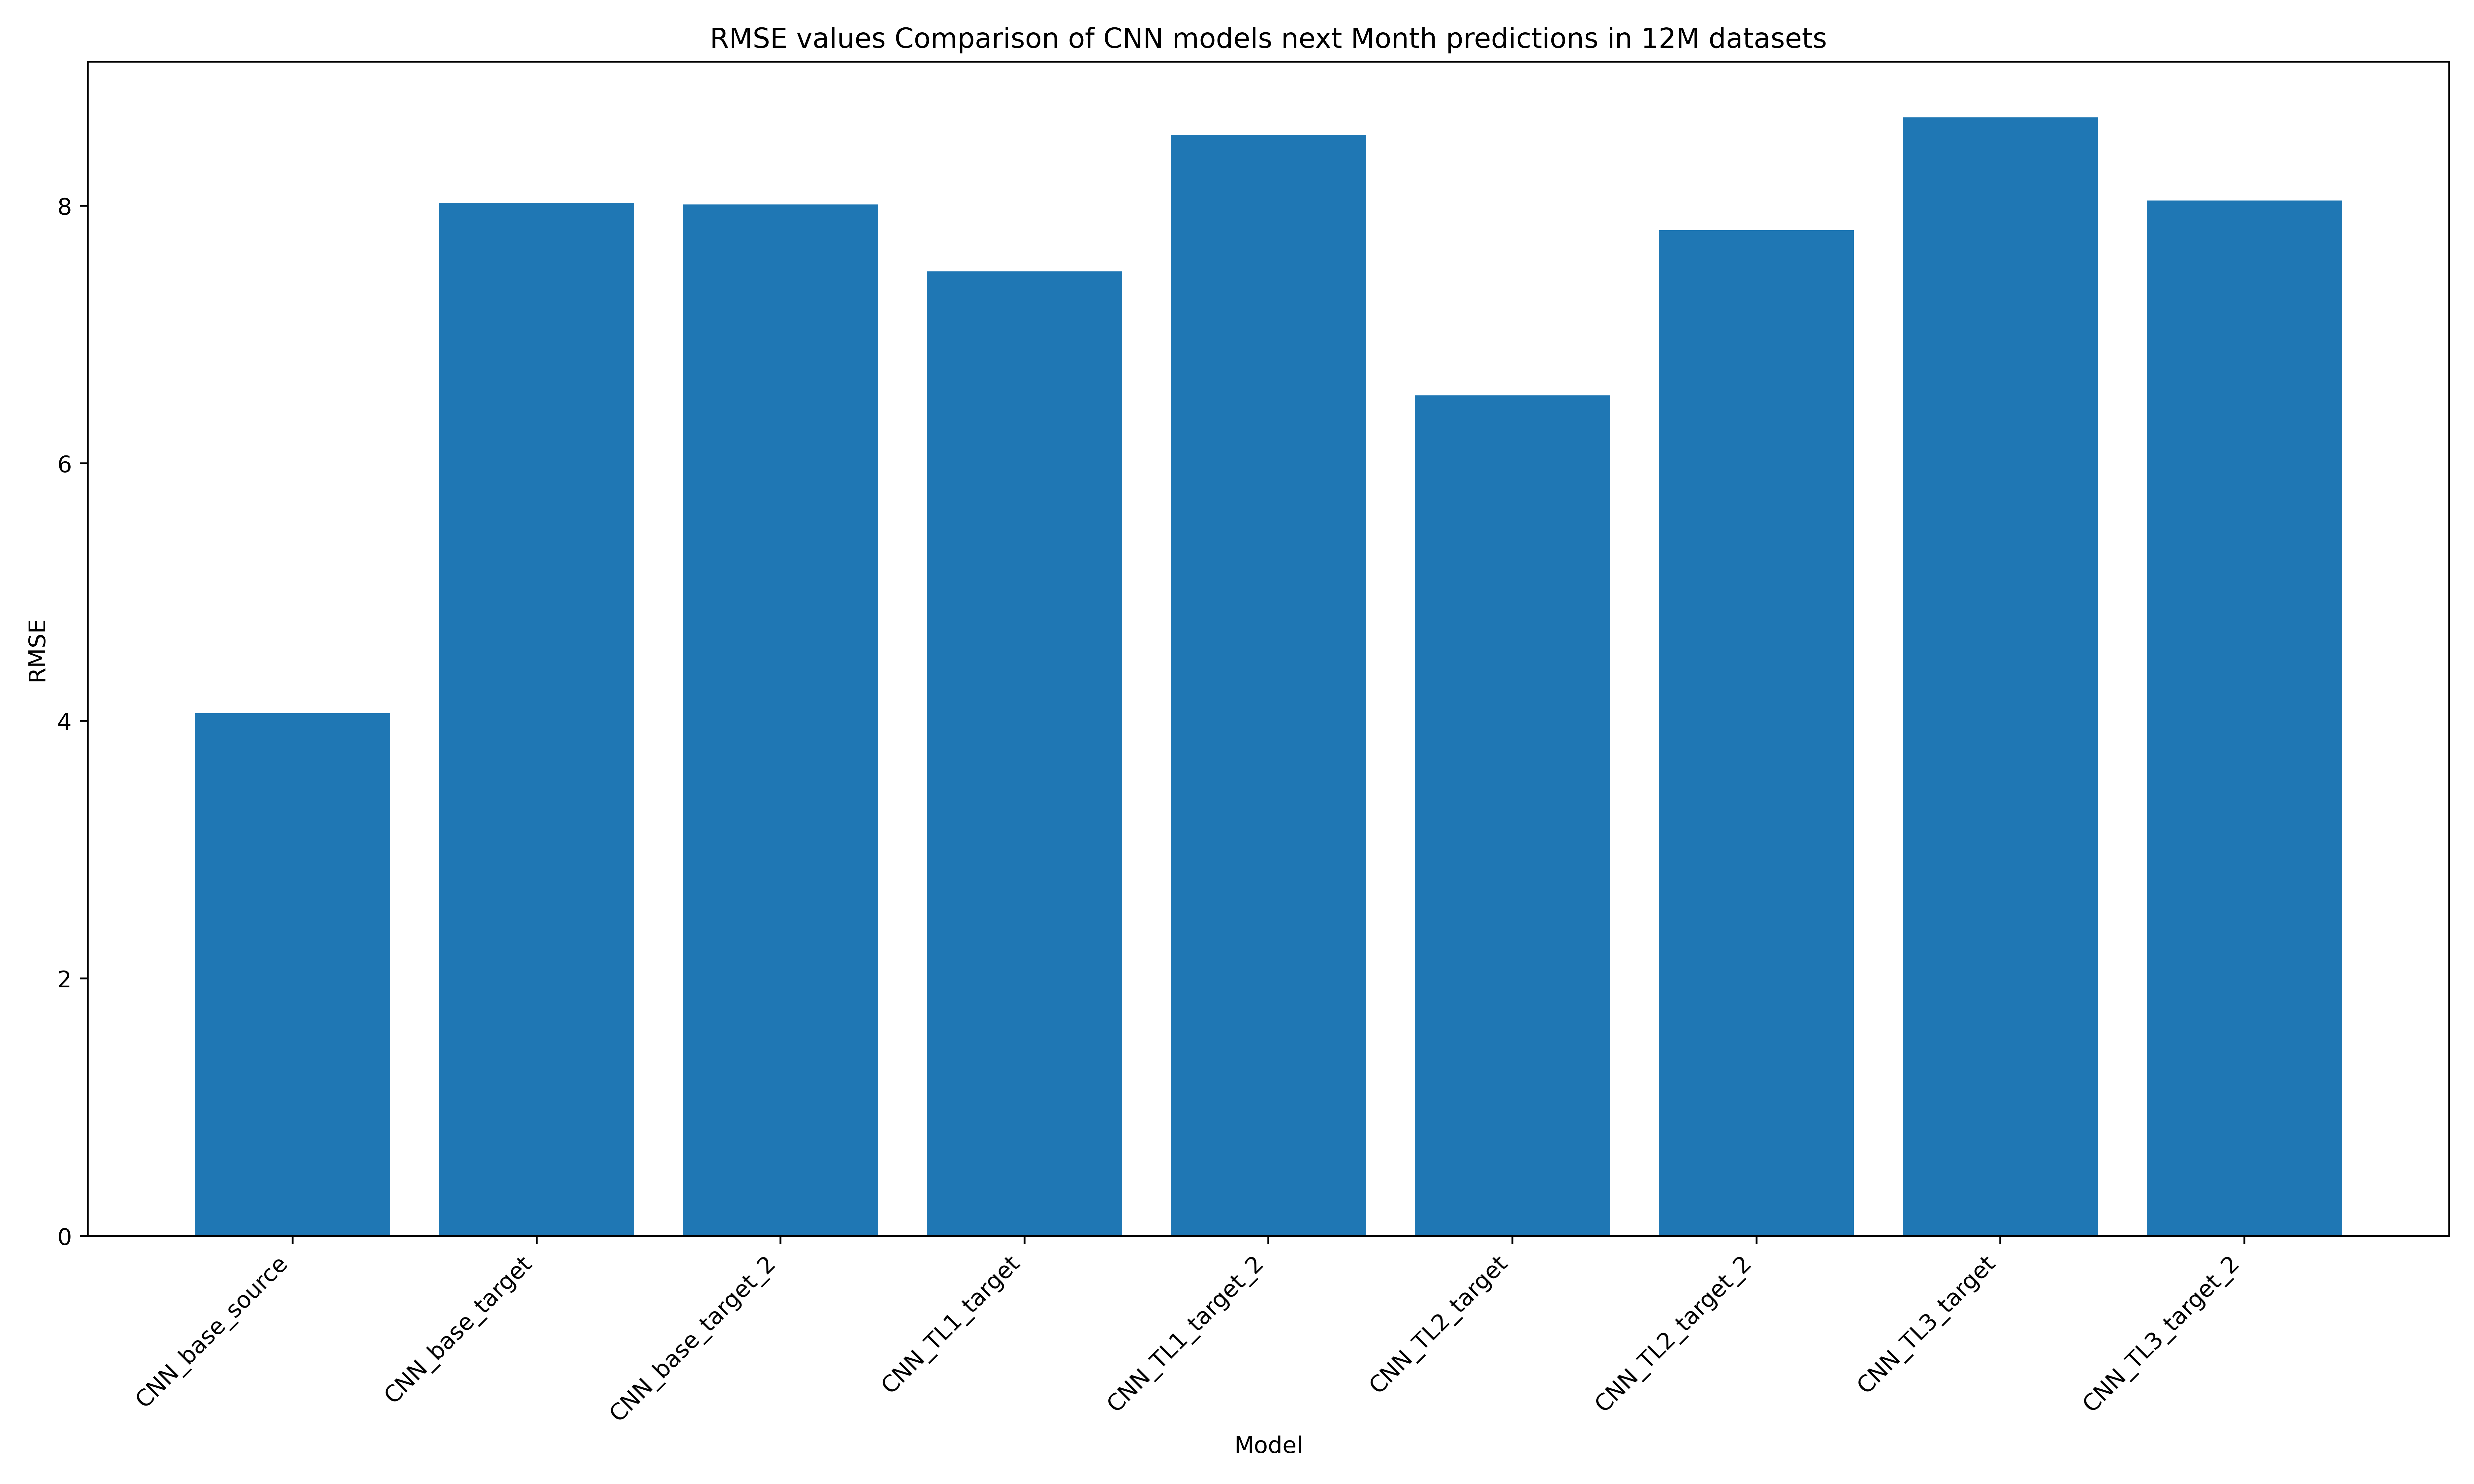 RMSE values Comparison of CNN models next Month predictions in 12M datasets
RMSE
8
6
4
2
0
CNN_base_source
CNN_base_target
CNN_base_target_2
CNN_TL1_target
CNN_TL1_target_2
CNN_TL2_target
CNN_TL2_target_2
CNN_TL3_target
CNN_TL3_target_2
Model